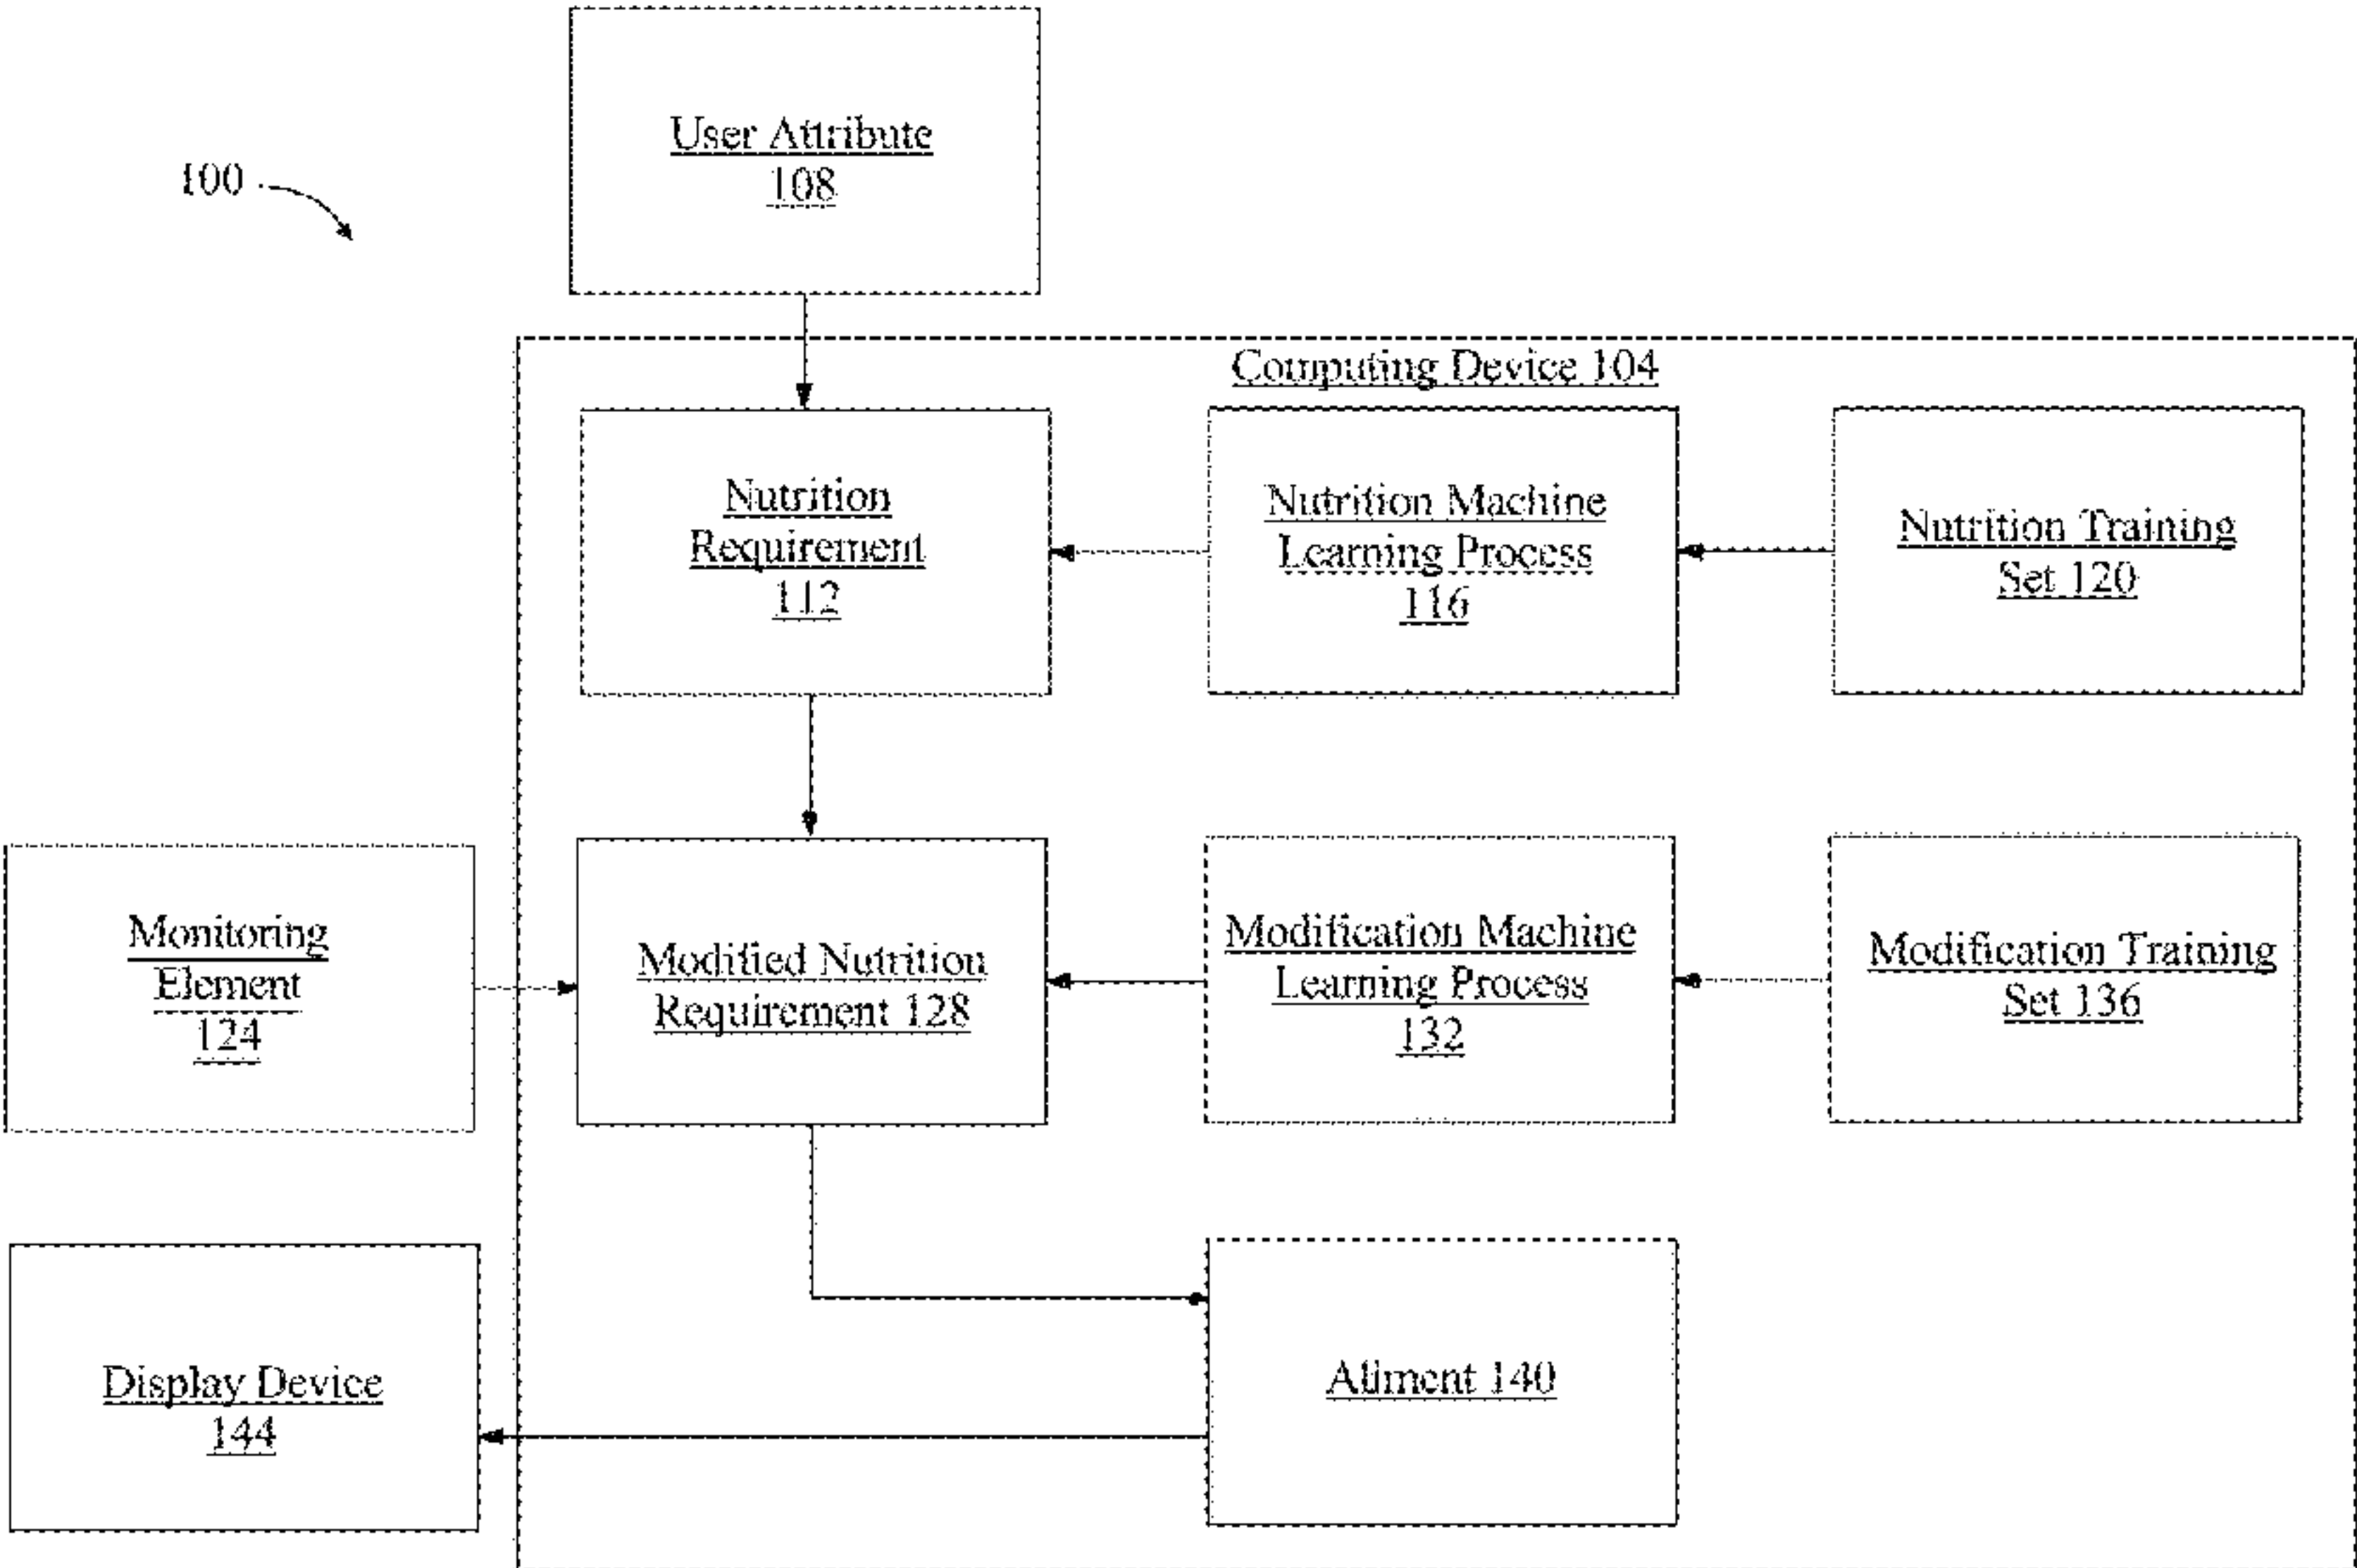 User Attribute
108
100
Computing Device 104
Nutrition
Requirement
112
Nutrition Machine
Learning Process
116
Nutrition Training
Set 120
Monitoring
Element
124
Modified Nutrition
Requirement 128
Modification Machine
Learning Process
132
Modification Training
Set 136
Display Device
144
Aliment 140